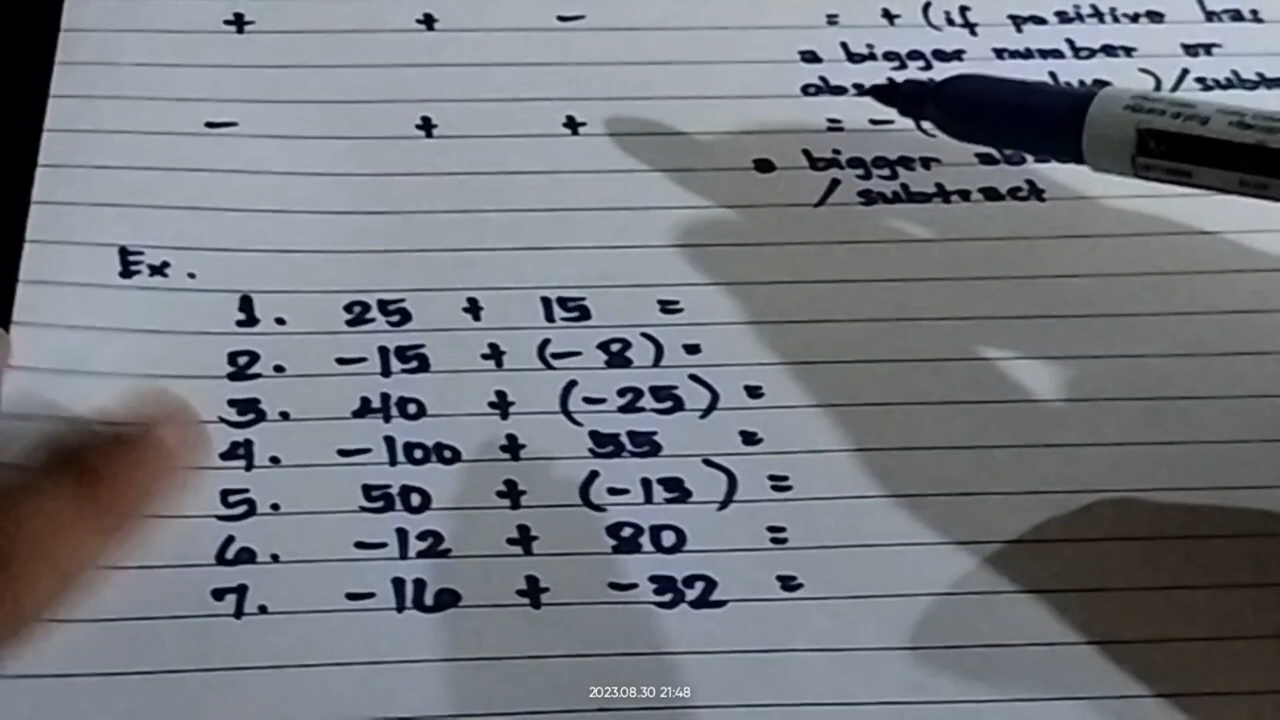 + + - = + (if positive has
a bigger number or
)/subt
- + + = - (
a bigger
/subtract
Ex.
1. 25 + 15 =
2. -15 + (-8) =
3. 40 + (-25) =
4. -100 + 55 =
5. 50 + (-13) =
6. -12 + 80 =
7. -16 + -32 =
2023.08.30 21:48